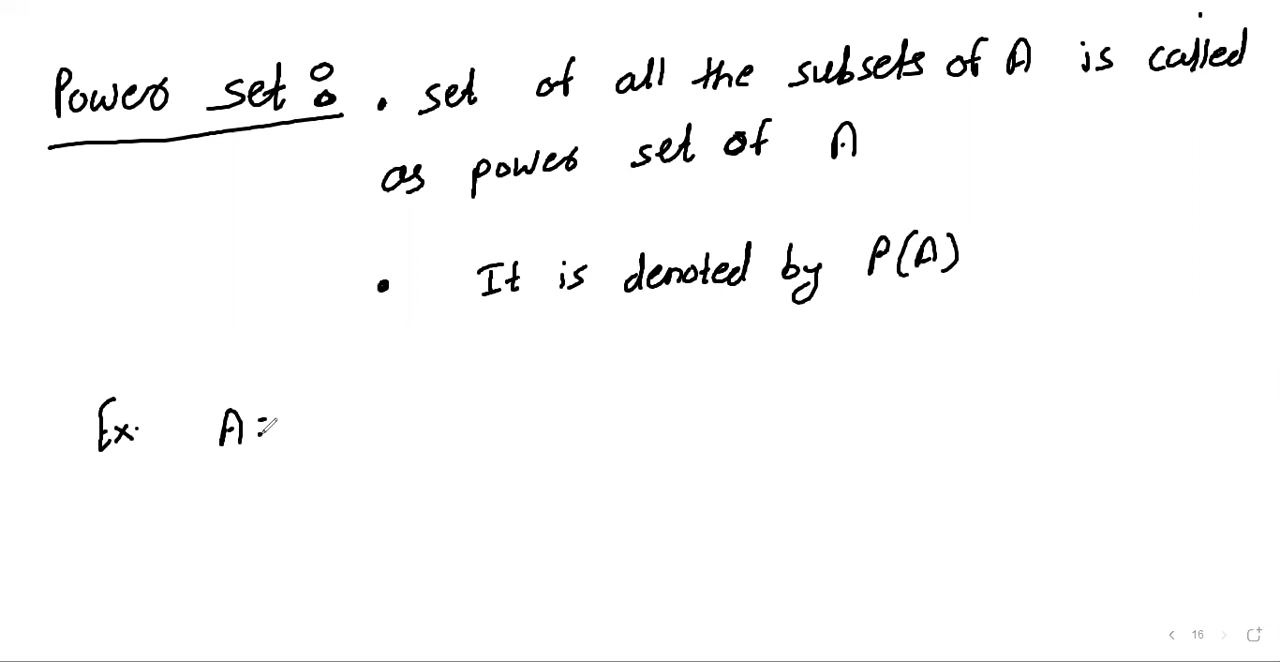 Power set : • set of all the subsets of A is called
as power set of A
• It is denoted by P(A)
Ex. A =
16